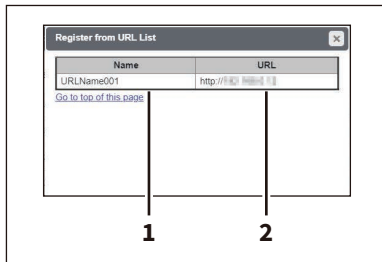 Register from URL List
Name URL
URLName001 http://
Go to top of this page
1 2